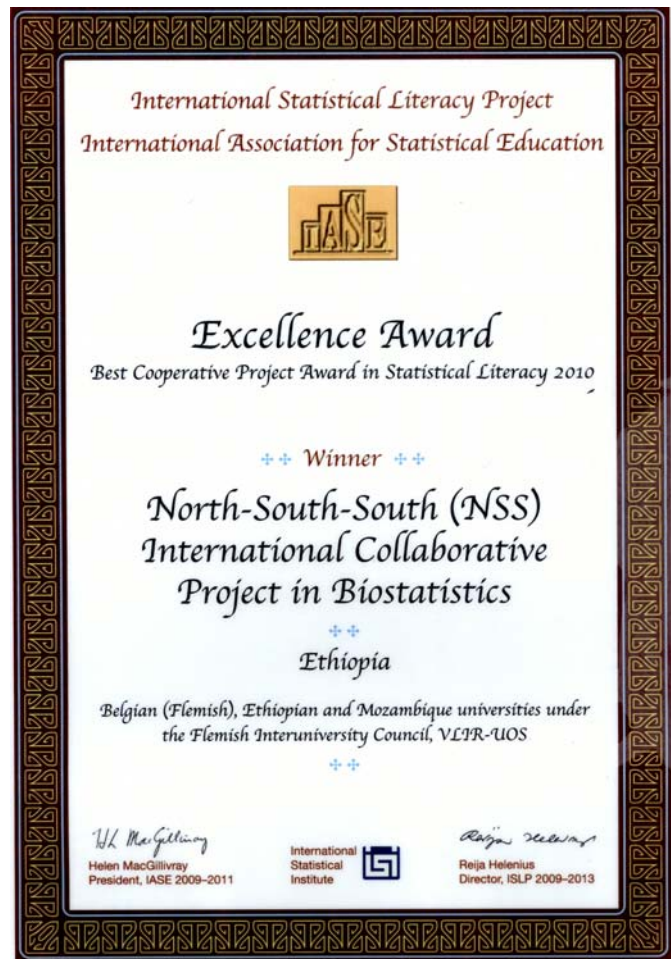 International Statistical Literacy Project
International Association for Statistical Education
IASE
Excellence Award
Best Cooperative Project Award in Statistical Literacy 2010
Winner
North-South-South (NSS)
International Collaborative
Project in Biostatistics
Ethiopia
Belgian (Flemish), Ethiopian and Mozambique universities under
the Flemish Interuniversity Council, VLIR-UOS
H L MacGillivray
Helen MacGillivray
President, IASE 2009–2011
International
Statistical
Institute
Reija Helenius
Reija Helenius
Director, ISLP 2009–2013